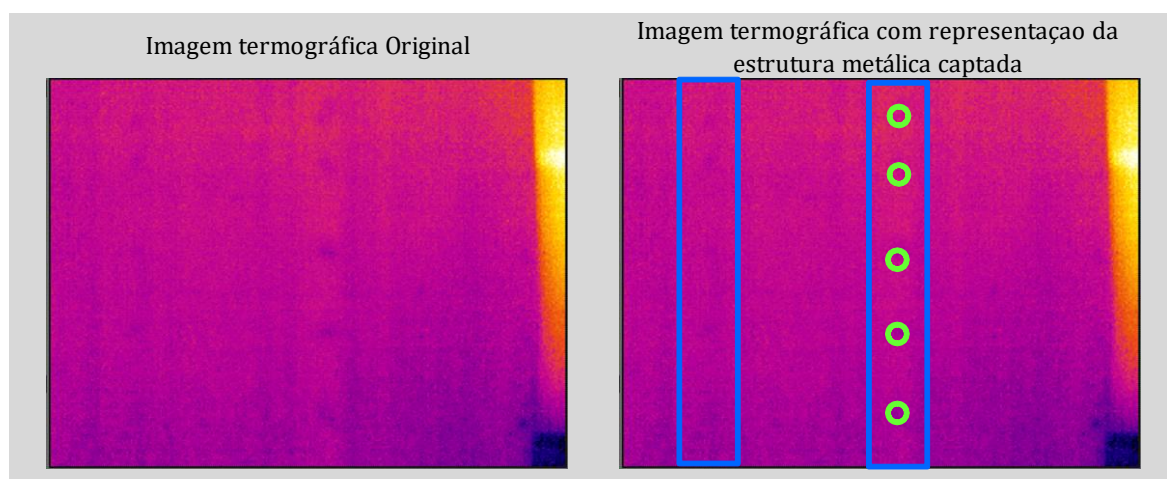 Imagem termográfica Original
Imagem termográfica com representaçao da
estrutura metálica captada